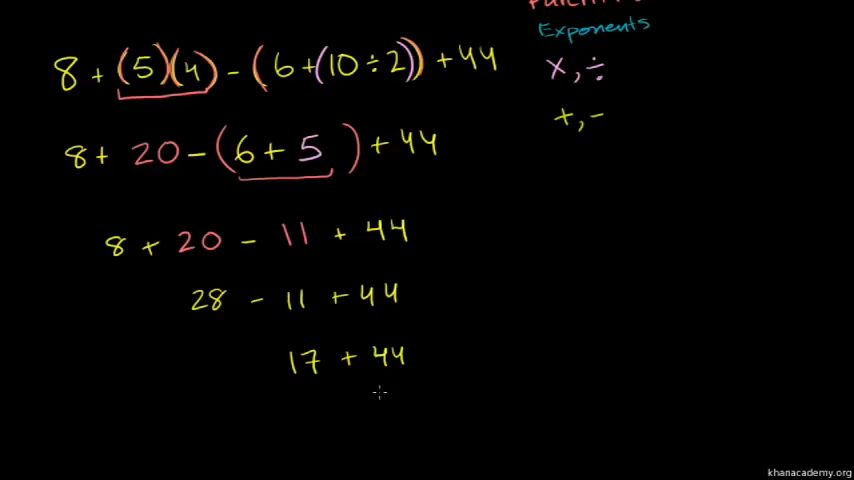 8 + (5)(4) - (6+(10÷2)) + 44
Exponents
x, ÷
+, -
8 + 20 - (6 + 5) + 44
8 + 20 - 11 + 44
28 - 11 + 44
17 + 44
khanacademy.org